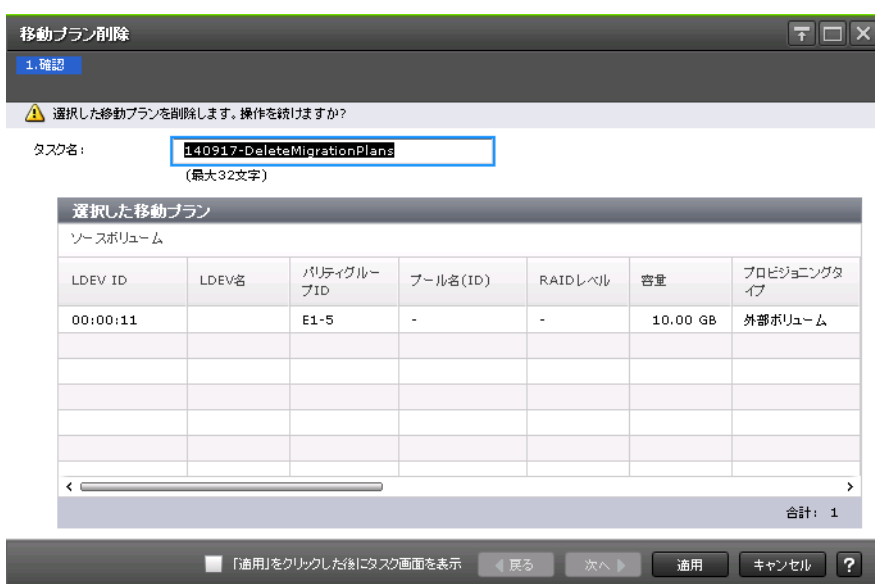 移動プラン削除
1.確認
選択した移動プランを削除します。操作を続けますか?
タスク名:
140917-DeleteMigrationPlans
(最大32文字)
選択した移動プラン
ソースボリューム
LDEV ID
LDEV名
パリティグルー
プID
プール名(ID)
RAIDレベル
容量
プロビジョニングタ
イプ
00:00:11
E1-5
-
-
10.00 GB
外部ボリューム
合計: 1
「適用」をクリックした後にタスク画面を表示
戻る
次へ
適用
キャンセル
?